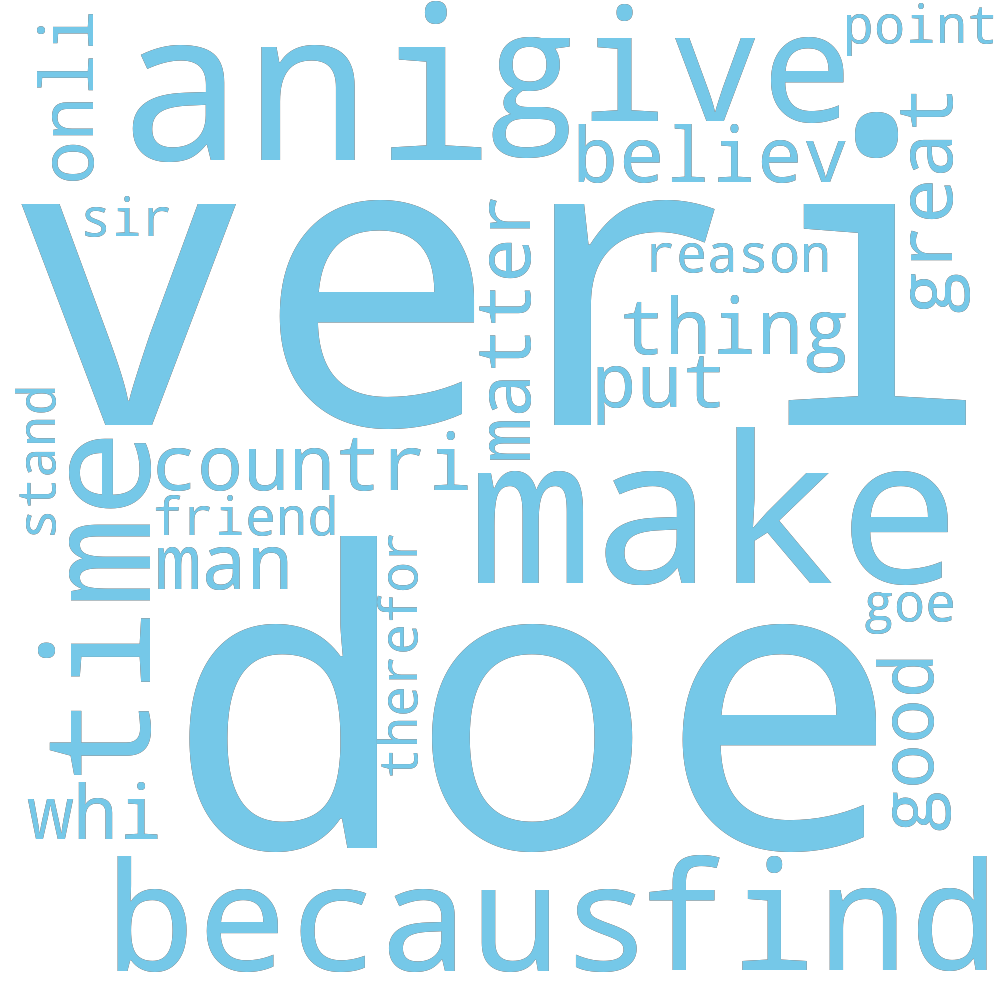 onli
ani
give
point
believ
great
sir
veri
matter
reason
thing
put
stand
time
countri
friend
man
make
therefor
doe
goe
good
whi
becaus
find